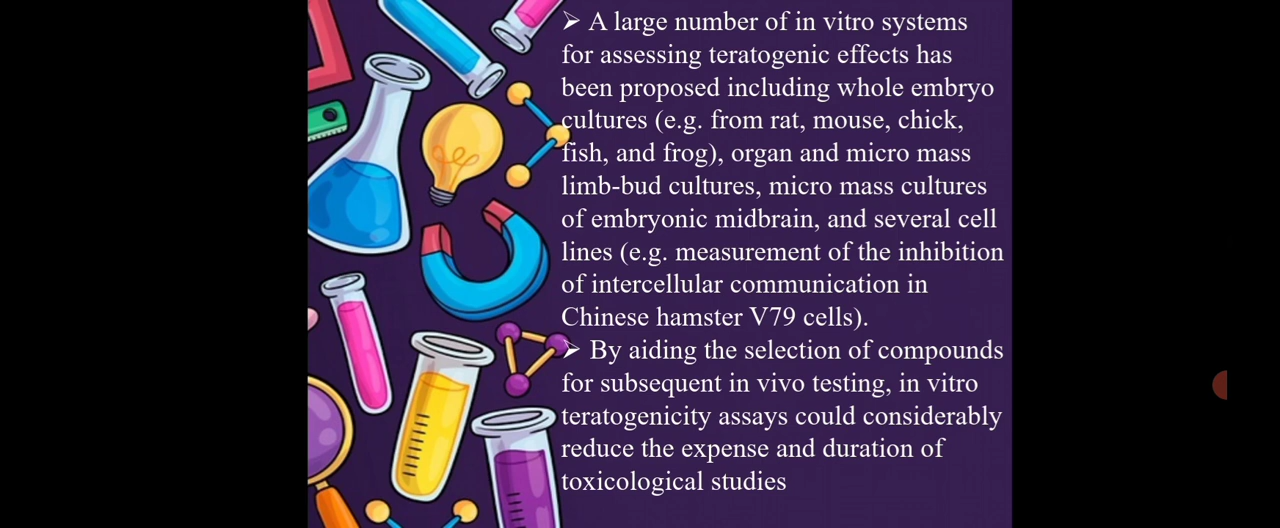 ➢ A large number of in vitro systems
for assessing teratogenic effects has
been proposed including whole embryo
cultures (e.g. from rat, mouse, chick,
fish, and frog), organ and micro mass
limb-bud cultures, micro mass cultures
of embryonic midbrain, and several cell
lines (e.g. measurement of the inhibition
of intercellular communication in
Chinese hamster V79 cells).
➢ By aiding the selection of compounds
for subsequent in vivo testing, in vitro
teratogenicity assays could considerably
reduce the expense and duration of
toxicological studies